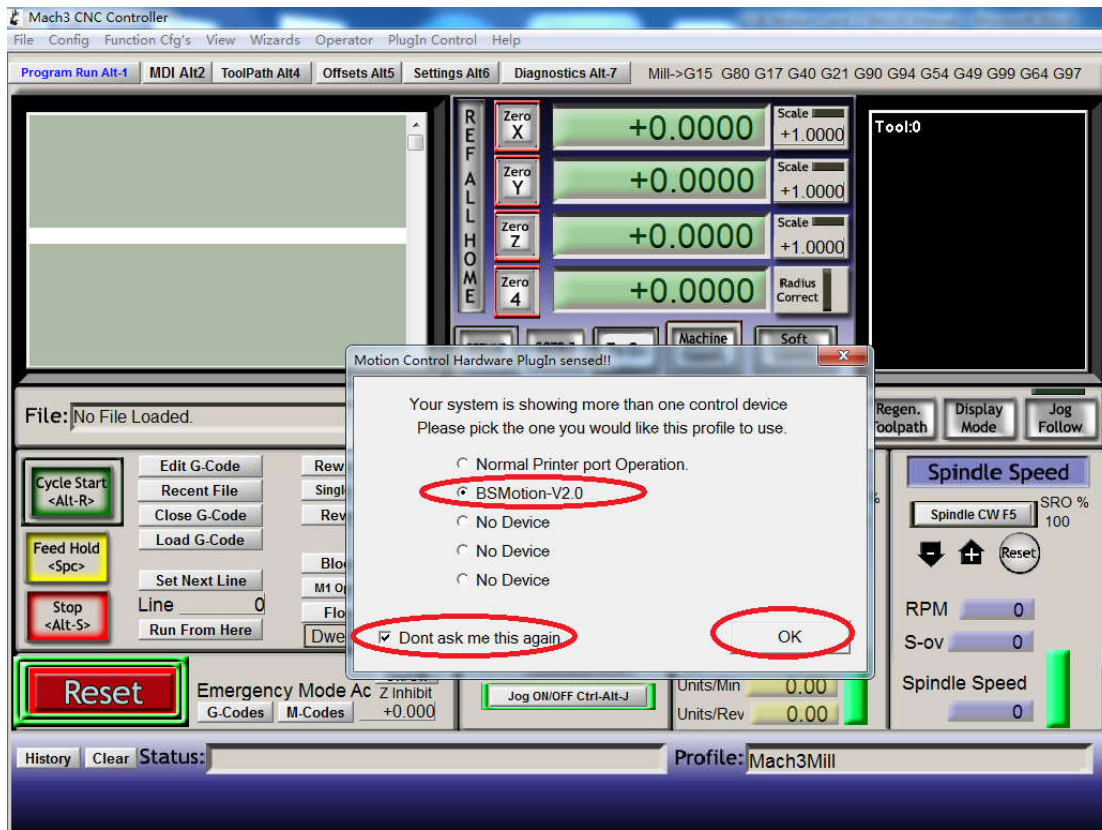 Mach3 CNC Controller
File Config Function Cfg's View Wizards Operator PlugIn Control Help
Program Run Alt-1 MDI Alt2 ToolPath Alt4 Offsets Alt5 Settings Alt6 Diagnostics Alt-7 Mill->G15 G80 G17 G40 G21 G90 G94 G54 G49 G99 G64 G97
REF ALL HOME
Zero X +0.0000 Scale +1.0000
Zero Y +0.0000 Scale +1.0000
Zero Z +0.0000 Scale +1.0000
Zero 4 +0.0000 Radius Correct
Tool:0
Machine
Soft
Motion Control Hardware PlugIn sensed!!
Your system is showing more than one control device
Please pick the one you would like this profile to use.
Normal Printer port Operation.
BSMotion-V2.0
No Device
No Device
No Device
Dont ask me this again
OK
File: No File Loaded.
Regen. Toolpath
Display Mode
Jog Follow
Cycle Start
<Alt-R>
Feed Hold
<Spc>
Stop
<Alt-S>
Edit G-Code
Recent File
Close G-Code
Load G-Code
Set Next Line
Line 0
Run From Here
Rew
Singl
Rev
Blo
M1 O
Flo
Dwe
Spindle Speed
Spindle CW F5
SRO %
100
Reset
RPM 0
S-ov 0
Spindle Speed
0
Reset
Emergency Mode Ac
G-Codes M-Codes
Z Inhibit
+0.000
Jog ON/OFF Ctrl-Alt-J
Units/Min 0.00
Units/Rev 0.00
History Clear Status:
Profile: Mach3Mill